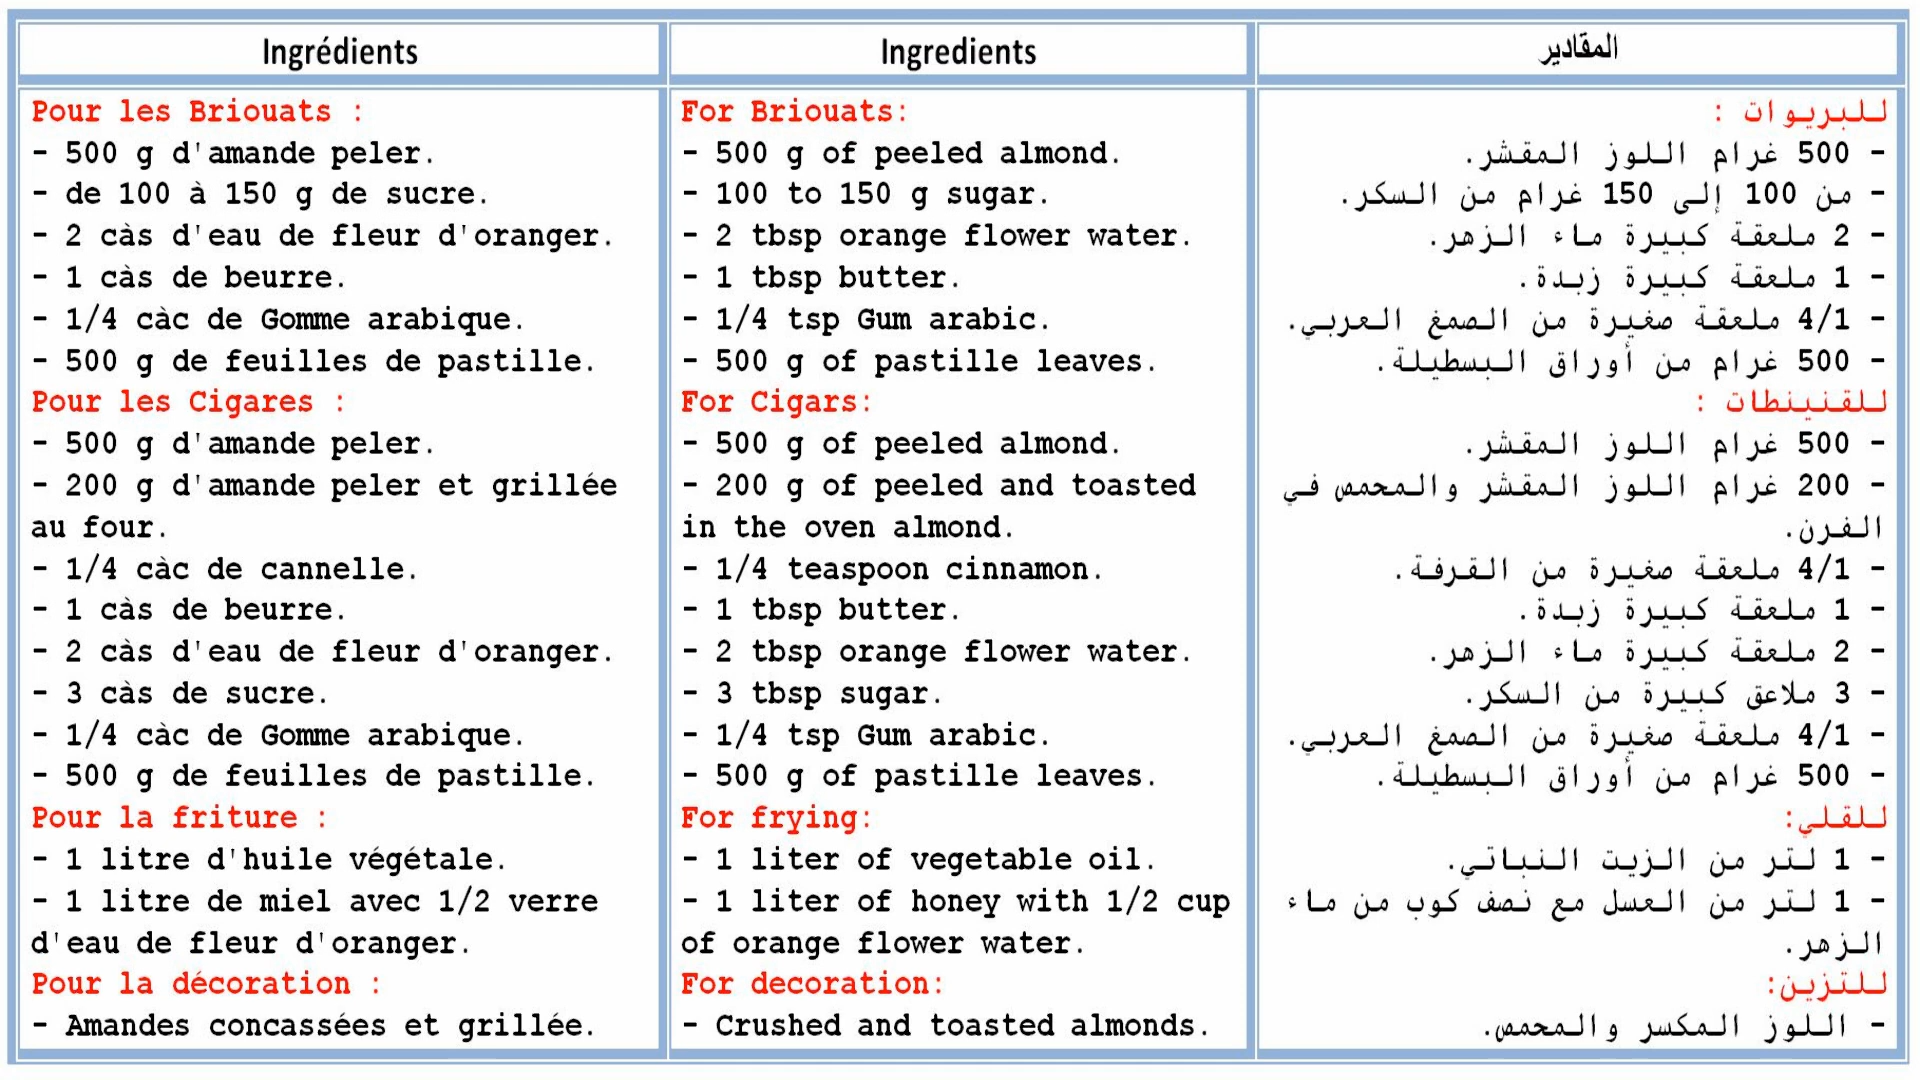 Ingrédients
Pour les Briouats :
- 500 g d'amande peler.
- de 100 à 150 g de sucre.
- 2 càs d'eau de fleur d'oranger.
- 1 càs de beurre.
- 1/4 càc de Gomme arabique.
- 500 g de feuilles de pastille.
Pour les Cigares :
- 500 g d'amande peler.
- 200 g d'amande peler et grillée
au four.
- 1/4 càc de cannelle.
- 1 càs de beurre.
- 2 càs d'eau de fleur d'oranger.
- 3 càs de sucre.
- 1/4 càc de Gomme arabique.
- 500 g de feuilles de pastille.
Pour la friture :
- 1 litre d'huile végétale.
- 1 litre de miel avec 1/2 verre
d'eau de fleur d'oranger.
Pour la décoration :
- Amandes concassées et grillée.
Ingredients
For Briouats:
- 500 g of peeled almond.
- 100 to 150 g sugar.
- 2 tbsp orange flower water.
- 1 tbsp butter.
- 1/4 tsp Gum arabic.
- 500 g of pastille leaves.
For Cigars:
- 500 g of peeled almond.
- 200 g of peeled and toasted
in the oven almond.
- 1/4 teaspoon cinnamon.
- 1 tbsp butter.
- 2 tbsp orange flower water.
- 3 tbsp sugar.
- 1/4 tsp Gum arabic.
- 500 g of pastille leaves.
For frying:
- 1 liter of vegetable oil.
- 1 liter of honey with 1/2 cup
of orange flower water.
For decoration:
- Crushed and toasted almonds.
المقادير
للبريوات :
- 500 غرام اللوز المقشر.
- من 100 إلى 150 غرام من السكر.
- 2 ملعقة كبيرة ماء الزهر.
- 1 ملعقة كبيرة زبدة.
- 4/1 ملعقة صغيرة من الصمغ العربي.
- 500 غرام من أوراق البسطيلة.
للقنينطات :
- 500 غرام اللوز المقشر.
- 200 غرام اللوز المقشر والمحمص في
الفرن.
- 4/1 ملعقة صغيرة من القرفة.
- 1 ملعقة كبيرة زبدة.
- 2 ملعقة كبيرة ماء الزهر.
- 3 ملاعق كبيرة من السكر.
- 4/1 ملعقة صغيرة من الصمغ العربي.
- 500 غرام من أوراق البسطيلة.
للقلي:
- 1 لتر من الزيت النباتي.
- 1 لتر من العسل مع نصف كوب من ماء
الزهر.
للتزين:
- اللوز المكسر والمحمص.